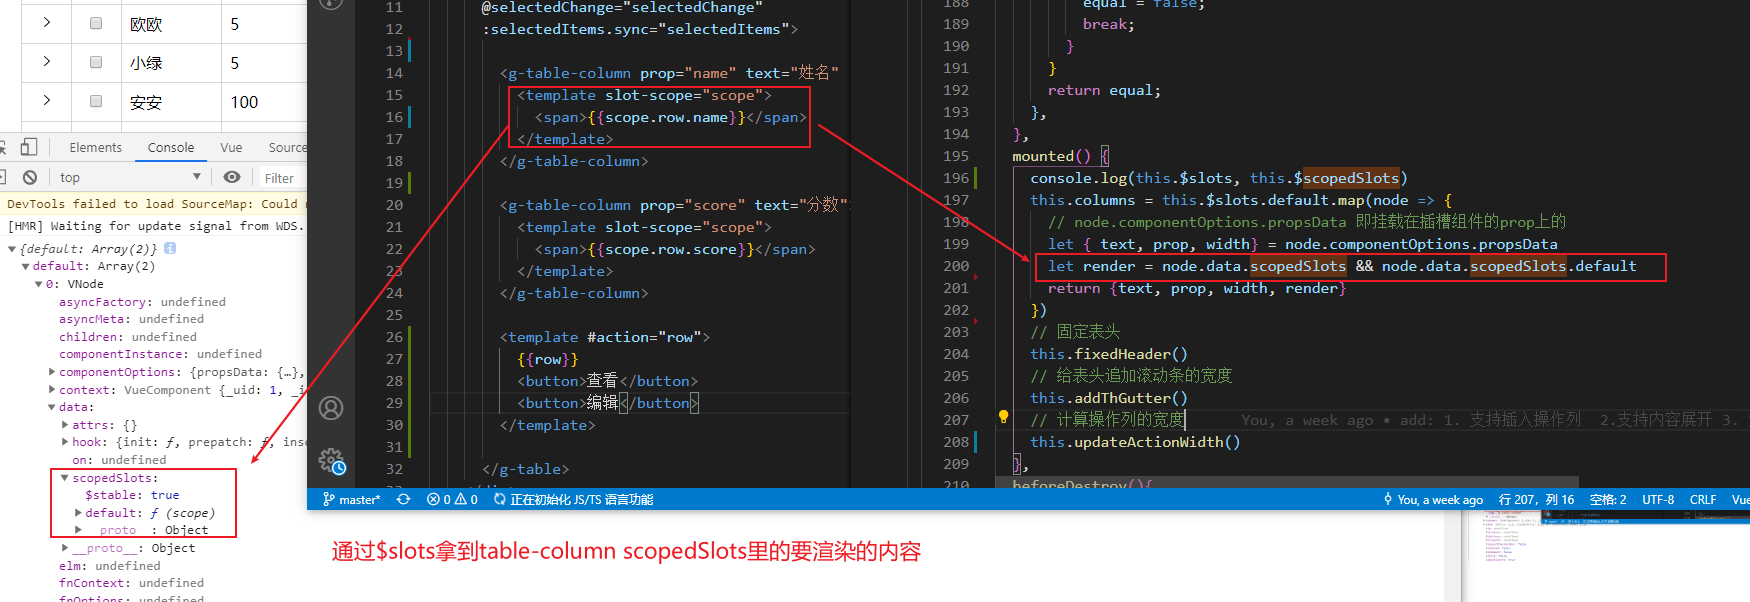 > 欧欧 5
> 小绿 5
> 安安 100
Elements Console Vue Source
top ▼ Filter
DevTools failed to load SourceMap: Could
[HMR] Waiting for update signal from WDS.
▼{default: Array(2)} i
▼default: Array(2)
▼0: VNode
asyncFactory: undefined
asyncMeta: undefined
children: undefined
componentInstance: undefined
▶componentOptions: {propsData: {…},
▶context: VueComponent {_uid: 1, _i
▼data:
▶attrs: {}
▶hook: {init: ƒ, prepatch: ƒ, inse
on: undefined
▼scopedSlots:
$stable: true
▶default: ƒ (scope)
▶__proto__: Object
▶__proto__: Object
elm: undefined
fnContext: undefined
fnOptions: undefined
11 @selectedChange="selectedChange"
12 :selectedItems.sync="selectedItems">
13
14 <g-table-column prop="name" text="姓名"
15 <template slot-scope="scope">
16 <span>{{scope.row.name}}</span>
17 </template>
18 </g-table-column>
19
20 <g-table-column prop="score" text="分数"
21 <template slot-scope="scope">
22 <span>{{scope.row.score}}</span>
23 </template>
24 </g-table-column>
25
26 <template #action="row">
27 {{row}}
28 <button>查看</button>
29 <button>编辑</button>
30 </template>
31
32 </g-table>
188 equal = false;
189 break;
190 }
191 }
192 return equal;
193 },
194 },
195 mounted() {
196 console.log(this.$slots, this.$scopedSlots)
197 this.columns = this.$slots.default.map(node => {
198 // node.componentOptions.propsData 即挂载在插槽组件的prop上的
199 let { text, prop, width} = node.componentOptions.propsData
200 let render = node.data.scopedSlots && node.data.scopedSlots.default
201 return {text, prop, width, render}
202 })
203 // 固定表头
204 this.fixedHeader()
205 // 给表头追加滚动条的宽度
206 this.addThGutter()
207 // 计算操作列的宽度 You, a week ago • add: 1. 支持插入操作列 2.支持内容展开 3.
208 this.updateActionWidth()
209 },
210 beforeDestroy(){
master* 0 0 正在初始化 JS/TS 语言功能 You, a week ago 行 207，列 16 空格: 2 UTF-8 CRLF Vue
通过$slots拿到table-column scopedSlots里的要渲染的内容